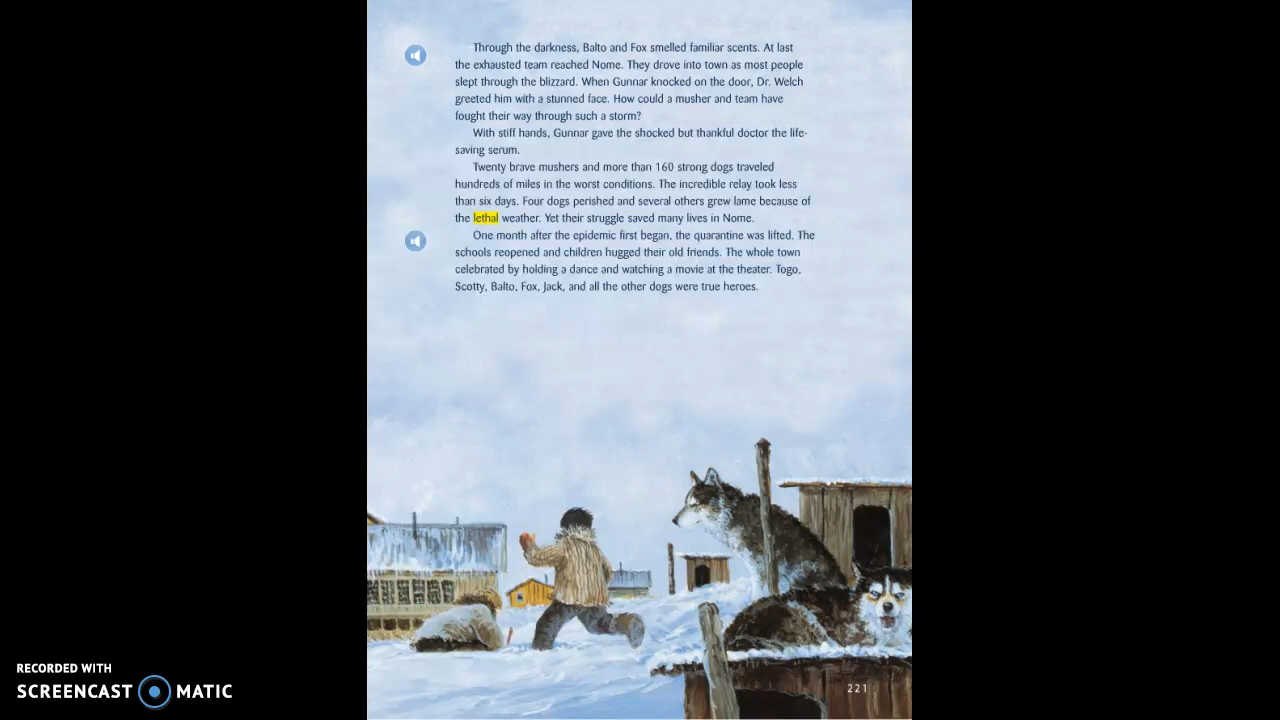 Through the darkness, Balto and Fox smelled familiar scents. At last
the exhausted team reached Nome. They drove into town as most people
slept through the blizzard. When Gunnar knocked on the door, Dr. Welch
greeted him with a stunned face. How could a musher and team have
fought their way through such a storm?
With stiff hands, Gunnar gave the shocked but thankful doctor the life-
saving serum.
Twenty brave mushers and more than 160 strong dogs traveled
hundreds of miles in the worst conditions. The incredible relay took less
than six days. Four dogs perished and several others grew lame because of
the lethal weather. Yet their struggle saved many lives in Nome.
One month after the epidemic first began, the quarantine was lifted. The
schools reopened and children hugged their old friends. The whole town
celebrated by holding a dance and watching a movie at the theater. Togo,
Scotty, Balto, Fox, Jack, and all the other dogs were true heroes.
221
RECORDED WITH
SCREENCAST MATIC